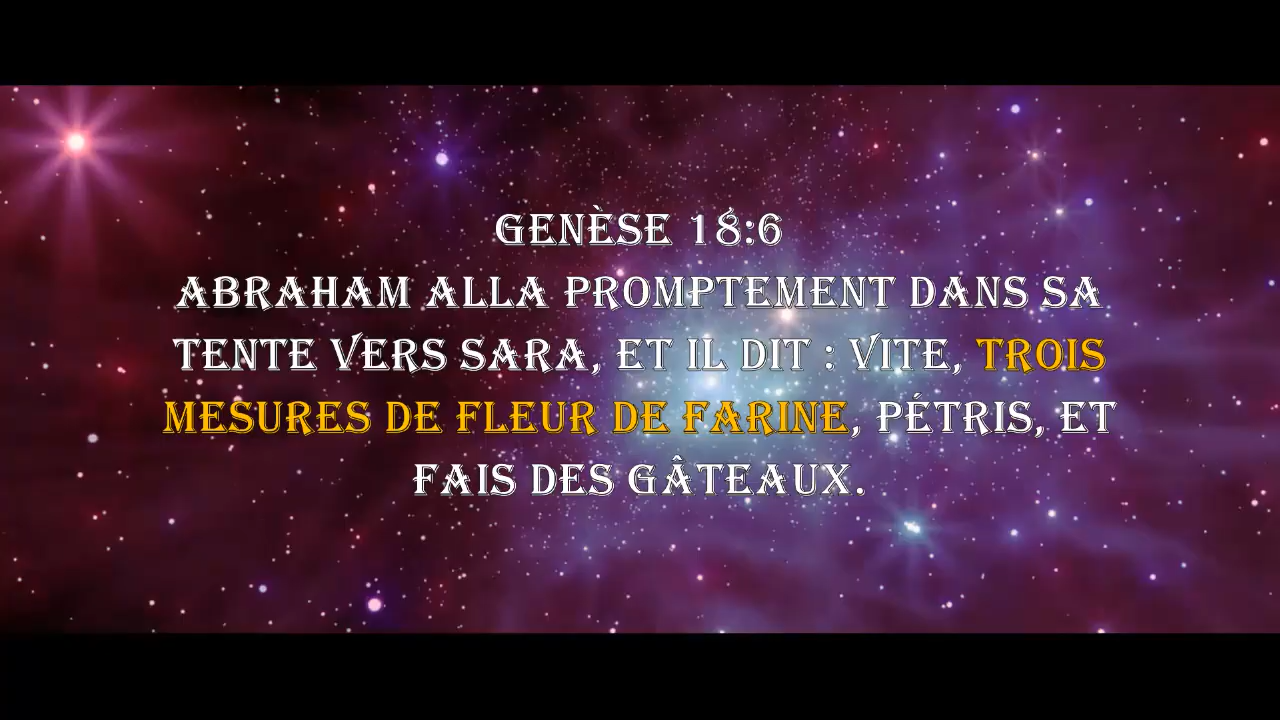 GENÈSE 18:6
ABRAHAM ALLA PROMPTEMENT DANS SA
TENTE VERS SARA, ET IL DIT : VITE, TROIS
MESURES DE FLEUR DE FARINE, PÉTRIS, ET
FAIS DES GÂTEAUX.